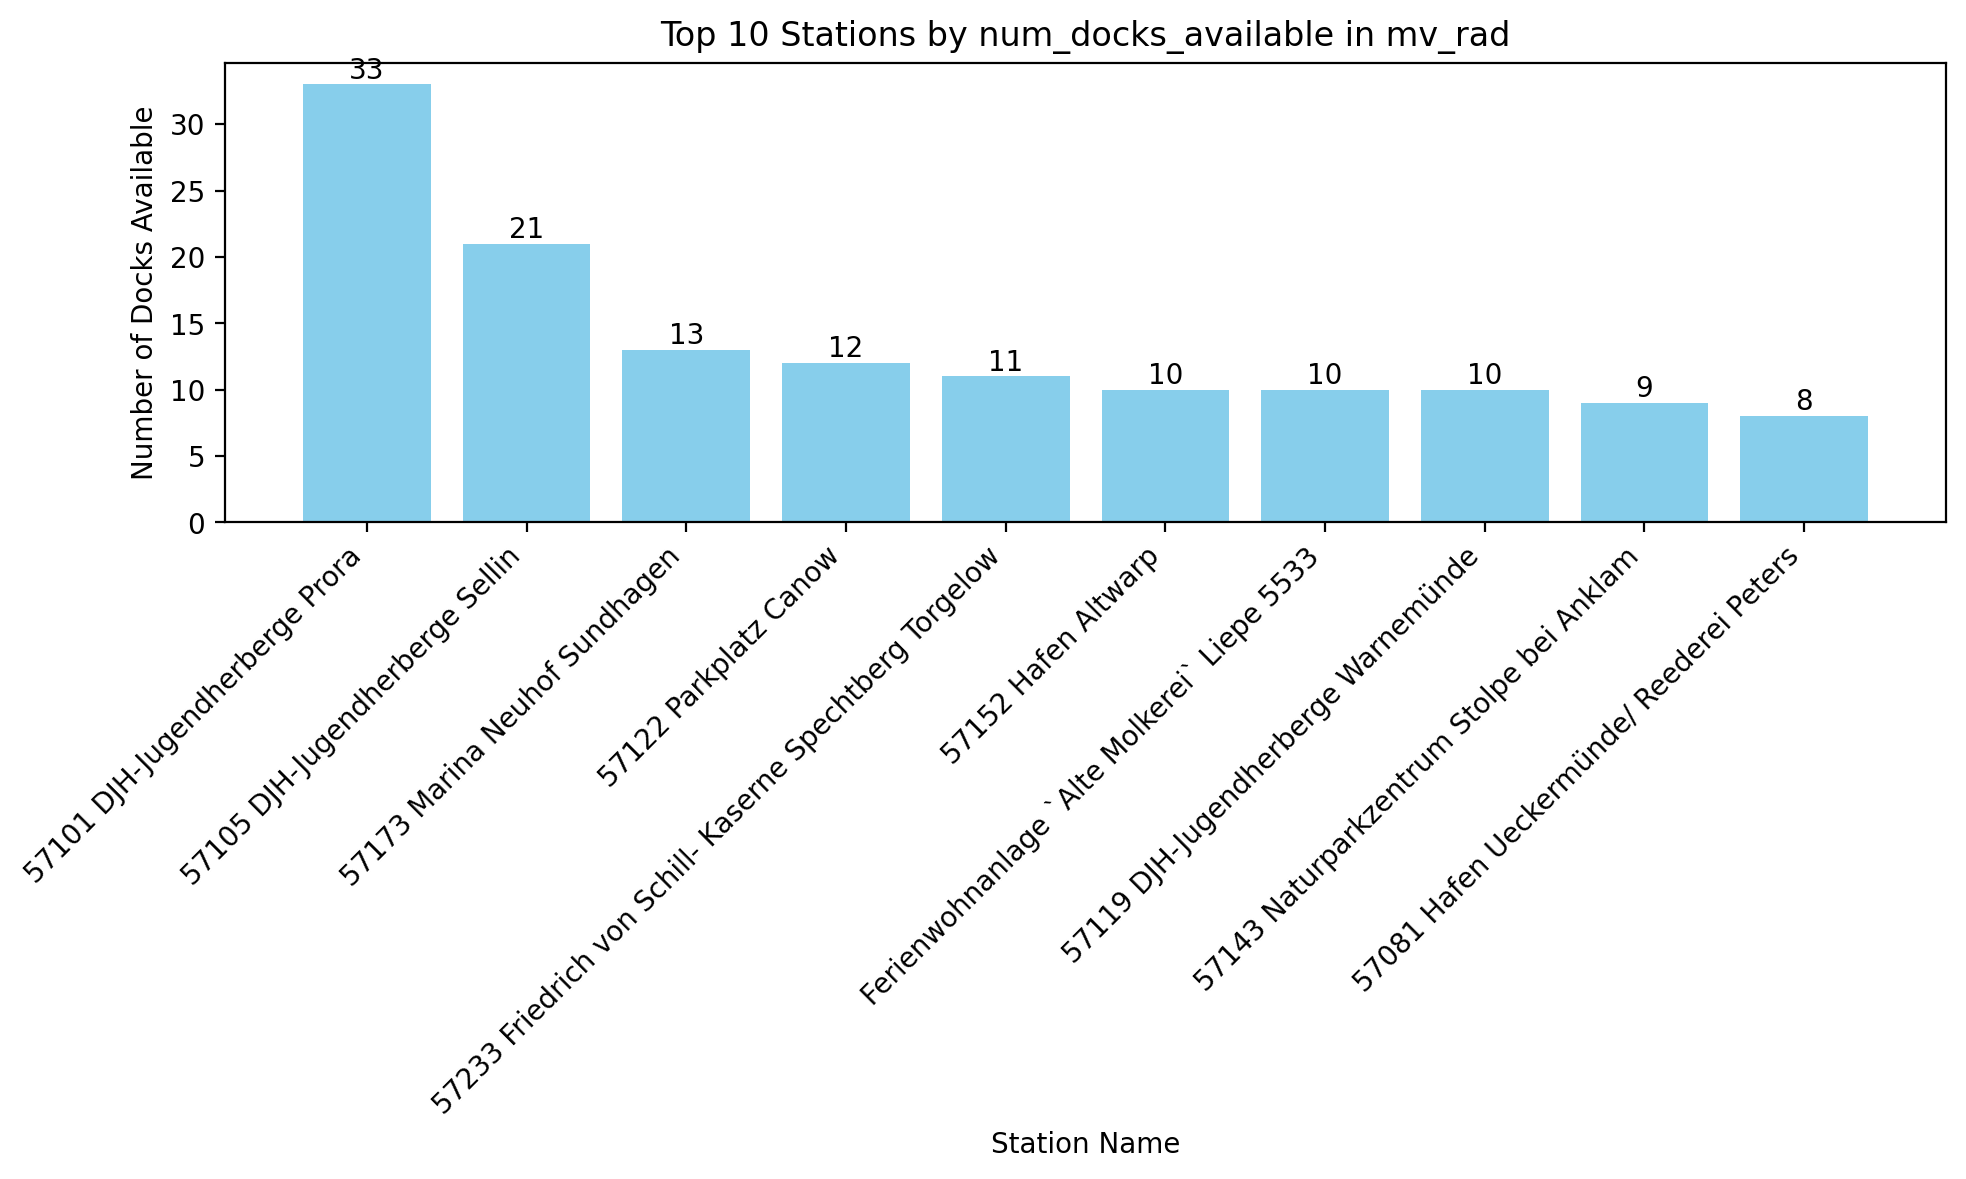 Top 10 Stations by num_docks_available in mv_rad
Number of Docks Available
30
25
20
15
10
5
0
33
21
13
12
11
10
10
10
9
8
57101 DJH-Jugendherberge Prora
57105 DJH-Jugendherberge Sellin
57173 Marina Neuhof Sundhagen
57122 Parkplatz Canow
57233 Friedrich von Schill- Kaserne Spechtberg Torgelow
57152 Hafen Altwarp
Ferienwohnanlage `Alte Molkerei` Liepe 5533
57119 DJH-Jugendherberge Warnemünde
57143 Naturparkzentrum Stolpe bei Anklam
57081 Hafen Ueckermünde/ Reederei Peters
Station Name